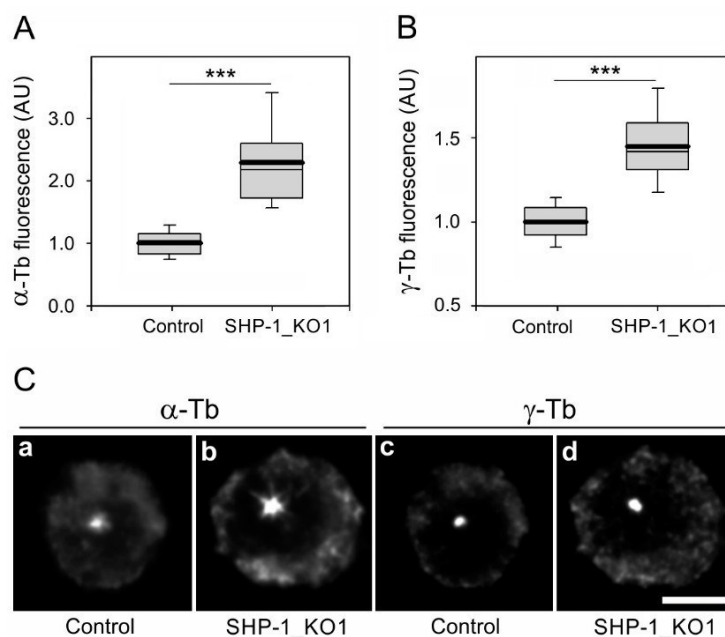 A
α-Tb fluorescence (AU)
3.0
2.0
1.0
0.0
***
Control SHP-1_KO1
B
γ-Tb fluorescence (AU)
1.5
1.0
0.5
***
Control SHP-1_KO1
C
α-Tb γ-Tb
a b c d
Control SHP-1_KO1 Control SHP-1_KO1